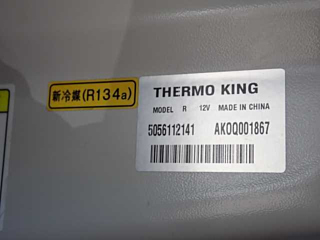 新冷媒(R134a)
THERMO KING
MODEL R 12V MADE IN CHINA
5056112141 AKOQ001867